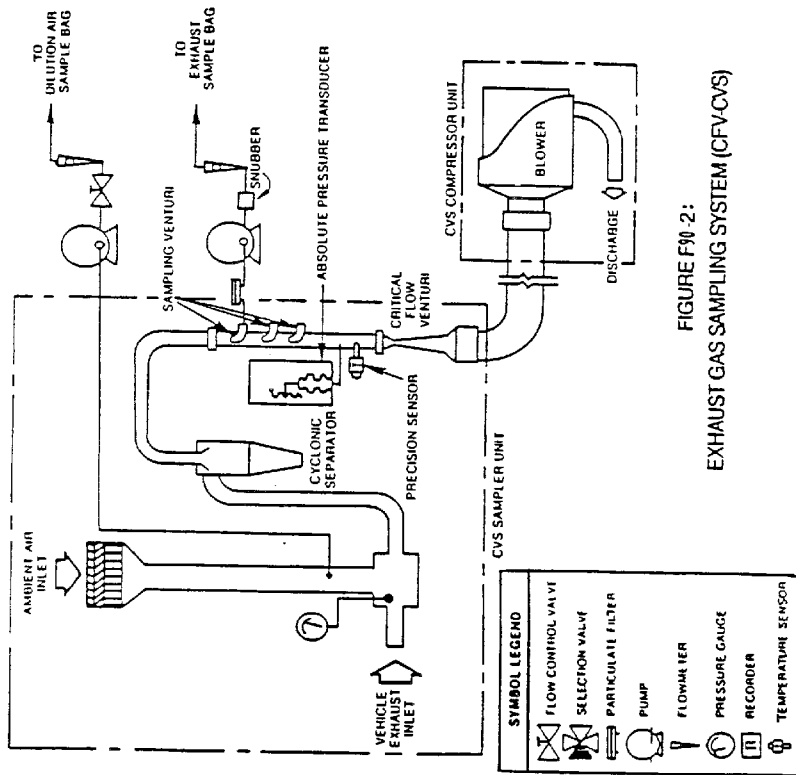 TO
DILUTION AIR
SAMPLE BAG
TO
EXHAUST
SAMPLE BAG
SNUBBER
ABSOLUTE PRESSURE TRANSDUCER
SAMPLING VENTURI
AMBIENT AIR
INLET
CYCLONIC
SEPARATOR
PRECISION SENSOR
CRITICAL
FLOW
VENTURI
CVS COMPRESSOR UNIT
BLOWER
DISCHARGE
VEHICLE
EXHAUST
INLET
CVS SAMPLER UNIT
SYMBOL LEGEND
FLOW CONTROL VALVE
SELECTION VALVE
PARTICULATE FILTER
PUMP
FLOWMETER
PRESSURE GAUGE
R RECORDER
TEMPERATURE SENSOR
FIGURE F90-2:
EXHAUST GAS SAMPLING SYSTEM (CFV-CVS)